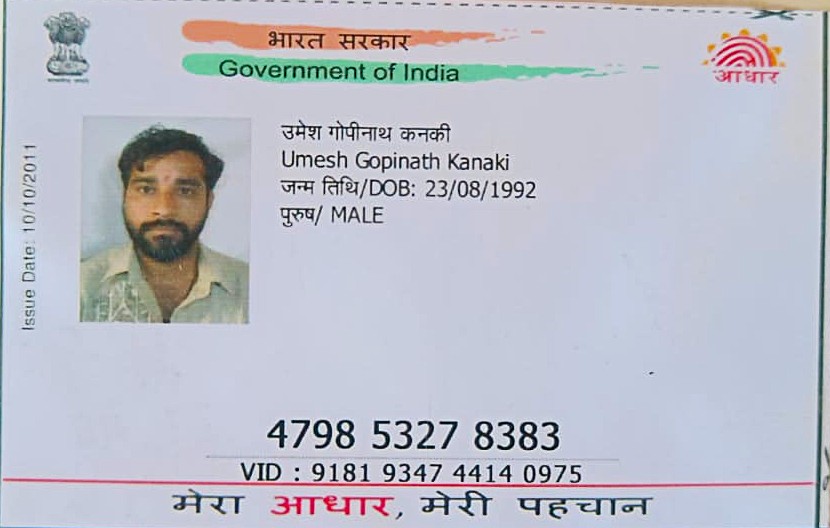 भारत सरकार
Government of India
आधार
Issue Date: 10/10/2011
उमेश गोपीनाथ कनकी
Umesh Gopinath Kanaki
जन्म तिथि/DOB: 23/08/1992
पुरुष/ MALE
4798 5327 8383
VID : 9181 9347 4414 0975
मेरा आधार, मेरी पहचान